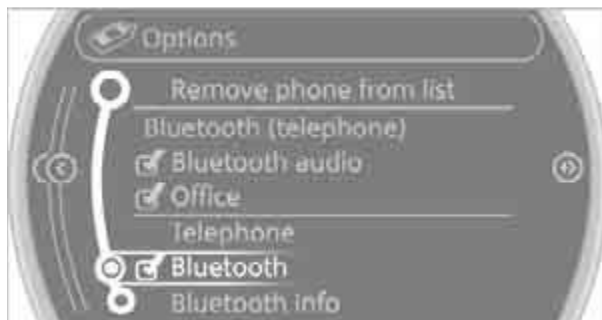 Options
Remove phone from list
Bluetooth (telephone)
Bluetooth audio
Office
Telephone
Bluetooth
Bluetooth info